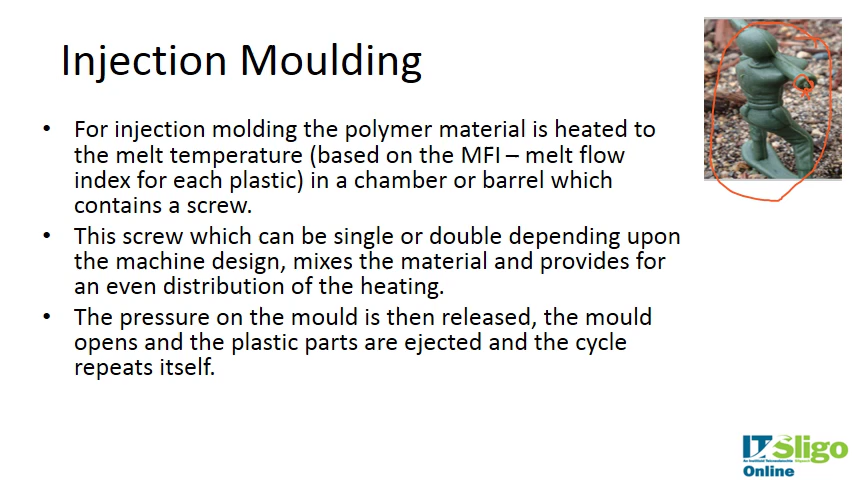 Injection Moulding
• For injection molding the polymer material is heated to
the melt temperature (based on the MFI – melt flow
index for each plastic) in a chamber or barrel which
contains a screw.
• This screw which can be single or double depending upon
the machine design, mixes the material and provides for
an even distribution of the heating.
• The pressure on the mould is then released, the mould
opens and the plastic parts are ejected and the cycle
repeats itself.
IT Sligo
Online